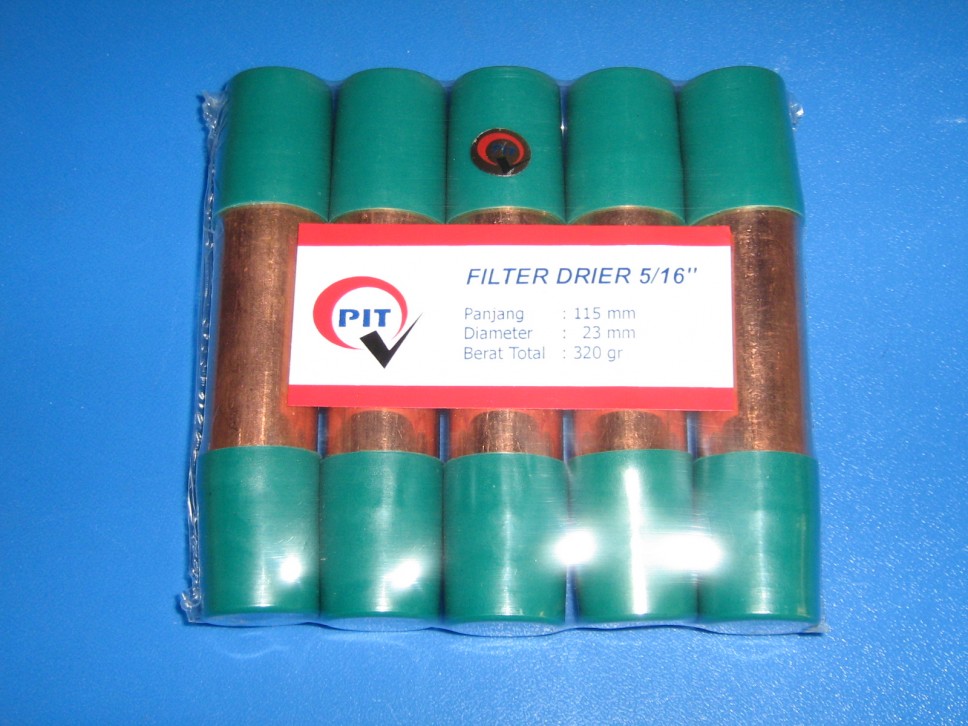 FILTER DRIER 5/16"
PIT
Panjang : 115 mm
Diameter : 23 mm
Berat Total : 320 gr